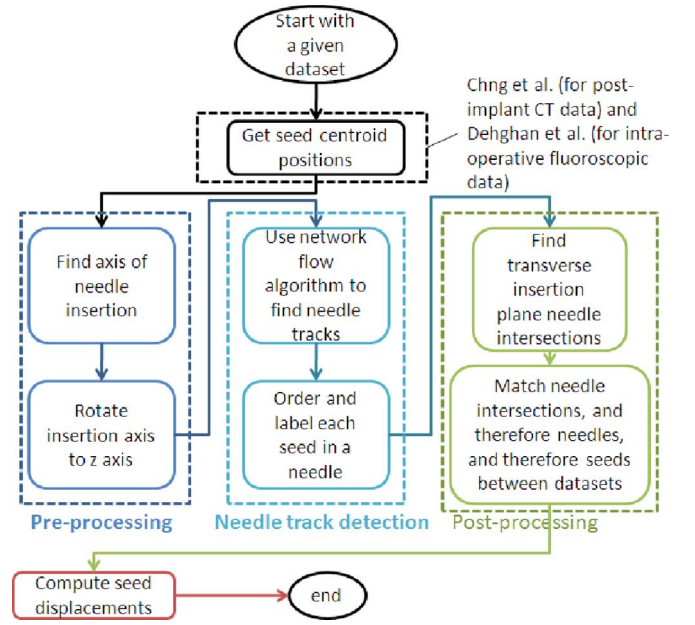 Start with
a given
dataset
Get seed centroid
positions
Chng et al. (for post-
implant CT data) and
Dehghan et al. (for intra-
operative fluoroscopic
data)
Find axis of
needle
insertion
Rotate
insertion axis
to z axis
Pre-processing
Use network
flow
algorithm to
find needle
tracks
Order and
label each
seed in a
needle
Needle track detection
Find
transverse
insertion
plane needle
intersections
Match needle
intersections, and
therefore needles,
and therefore seeds
between datasets
Post-processing
Compute seed
displacements
end